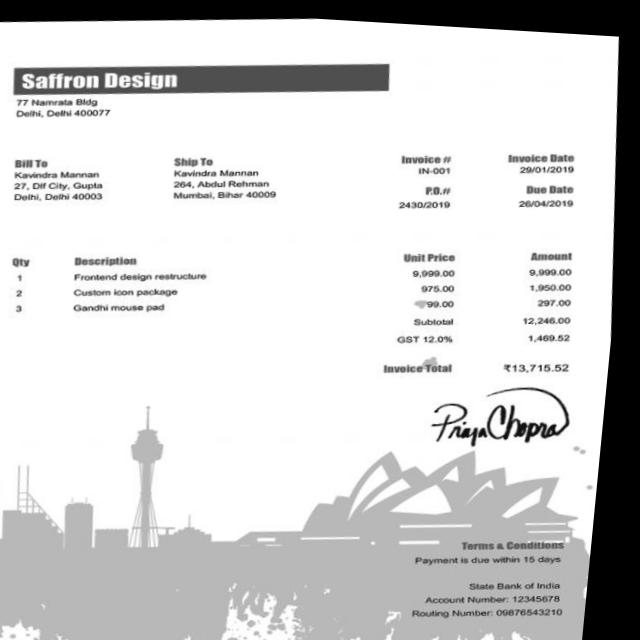 Saffron Design
77 Namrata Bldg
Delhi, Delhi 400077
Bill To
Kavindra Mannan
27, Dlf City, Gupta
Delhi, Delhi 40003
Ship To
Kavindra Mannan
264, Abdul Rehman
Mumbai, Bihar 40009
Invoice #
IN-001
P.O.#
2430/2019
Invoice Date
29/01/2019
Due Date
26/04/2019
Qty Description Unit Price Amount
1 Frontend design restructure 9,999.00 9,999.00
2 Custom icon package 975.00 1,950.00
3 Gandhi mouse pad 99.00 297.00
Subtotal 12,246.00
GST 12.0% 1,469.52
Invoice Total ₹13,715.52
Priya Chopra
Terms & Conditions
Payment is due within 15 days
State Bank of India
Account Number: 12345678
Routing Number: 09876543210